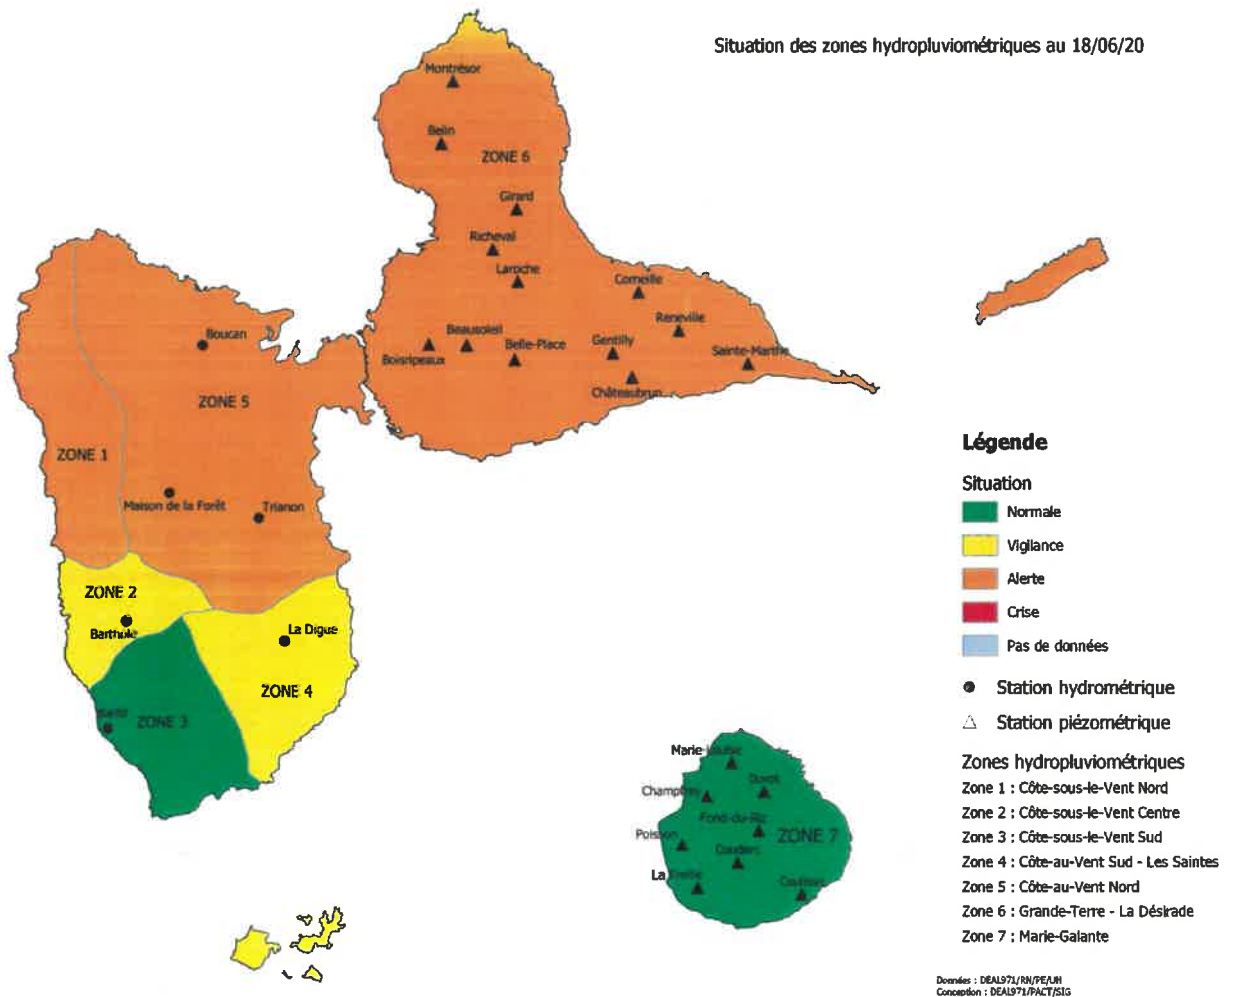 Situation des zones hydropluviométriques au 18/06/20
Montrésor
Belin
ZONE 6
Girard
Richeval
Laroche
Corneille
Reneville
Boucan
Beausoleil
Belle-Place
Gentilly
Sainte-Marthe
Boisripeaux
Châteaubrun
ZONE 5
ZONE 1
Maison de la Forêt
Trianon
ZONE 2
Bartholé
La Digue
ZONE 4
ZONE 3
Légende
Situation
Normale
Vigilance
Alerte
Crise
Pas de données
Station hydrométrique
Station piézométrique
Zones hydropluviométriques
Zone 1 : Côte-sous-le-Vent Nord
Zone 2 : Côte-sous-le-Vent Centre
Zone 3 : Côte-sous-le-Vent Sud
Zone 4 : Côte-au-Vent Sud - Les Saintes
Zone 5 : Côte-au-Vent Nord
Zone 6 : Grande-Terre - La Désirade
Zone 7 : Marie-Galante
Marie-Louise
Champfrey
Fond-du-Riz
Poisson
ZONE 7
La
Données : DEAL971/RN/PE/UH
Conception : DEAL971/PACT/SIG